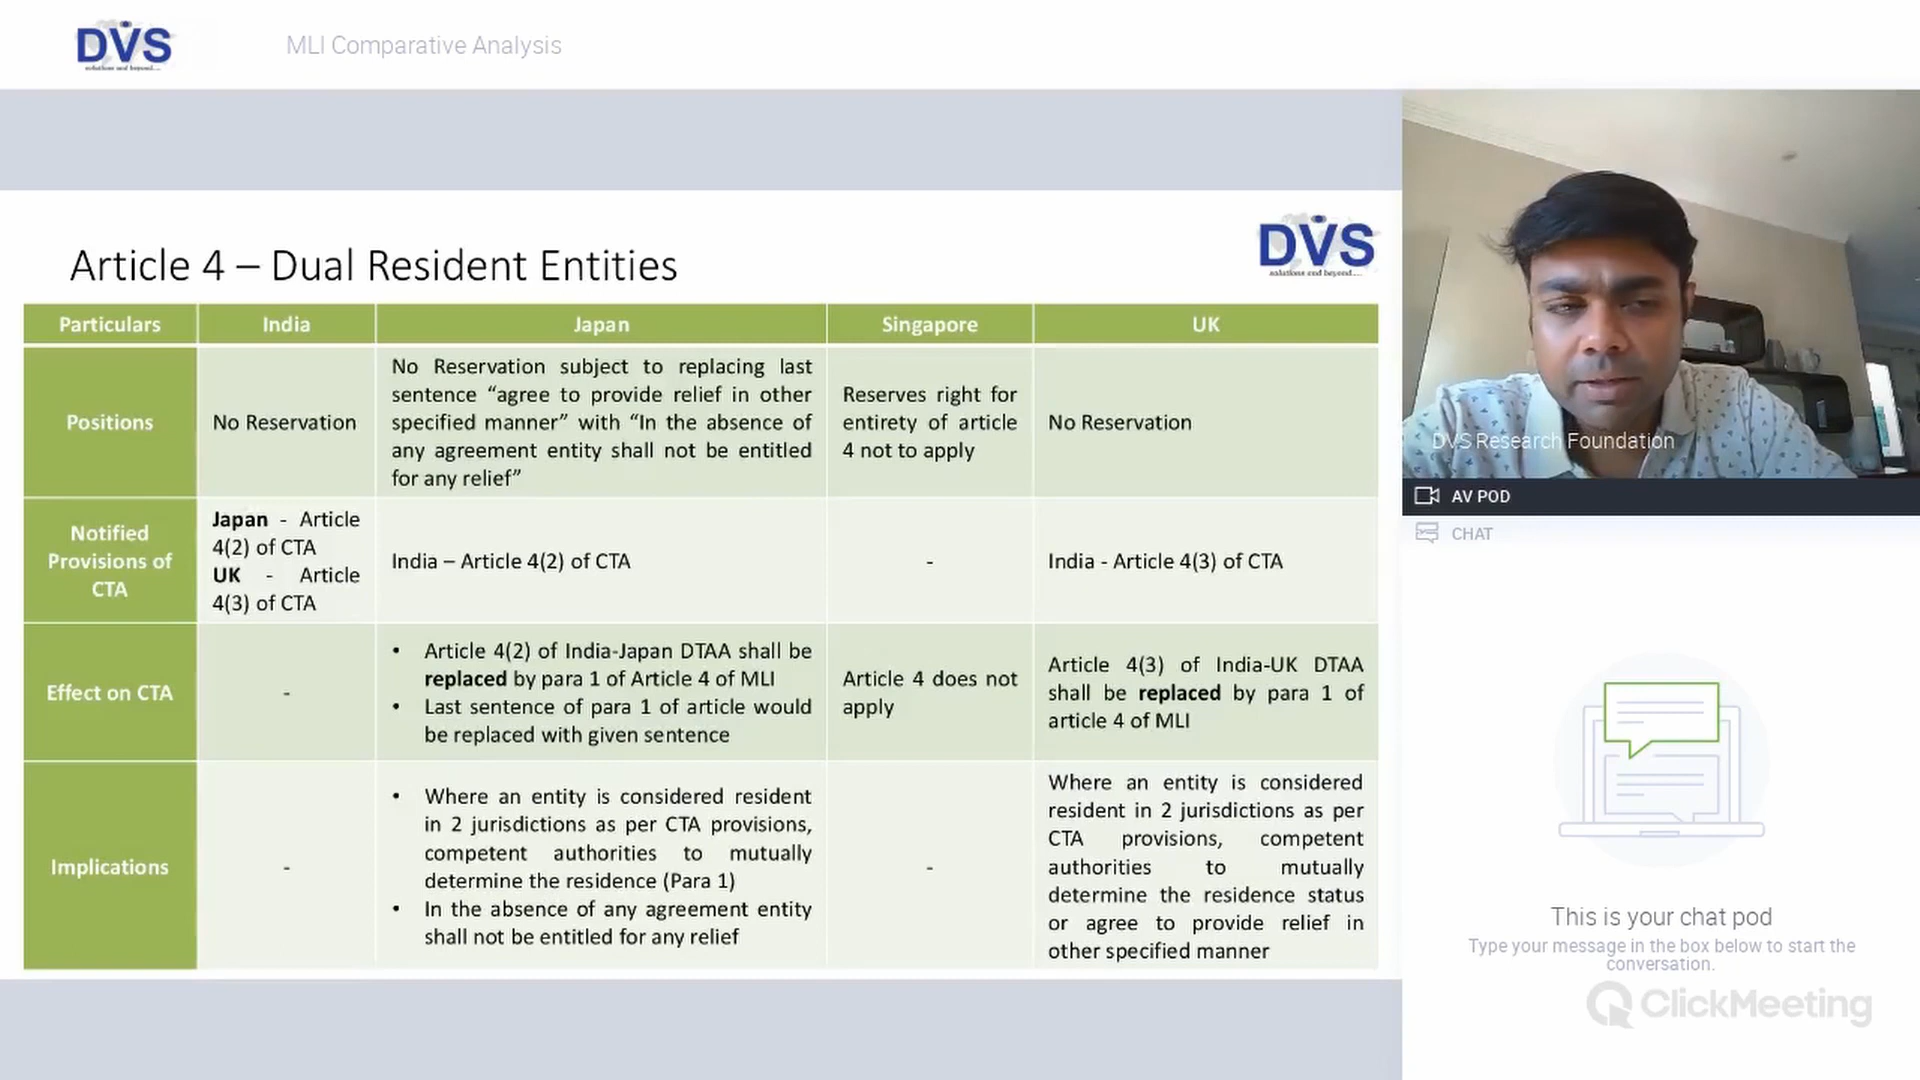 DVS
solutions and beyond....
MLI Comparative Analysis
DVS
solutions and beyond....
Article 4 – Dual Resident Entities
Particulars
India
Japan
Singapore
UK
Positions
No Reservation
No Reservation subject to replacing last
sentence “agree to provide relief in other
specified manner” with “In the absence of
any agreement entity shall not be entitled
for any relief”
Reserves right for
entirety of article
4 not to apply
No Reservation
Notified
Provisions of
CTA
Japan - Article
4(2) of CTA
UK - Article
4(3) of CTA
India – Article 4(2) of CTA
-
India - Article 4(3) of CTA
Effect on CTA
-
• Article 4(2) of India-Japan DTAA shall be
replaced by para 1 of Article 4 of MLI
• Last sentence of para 1 of article would
be replaced with given sentence
Article 4 does not
apply
Article 4(3) of India-UK DTAA
shall be replaced by para 1 of
article 4 of MLI
Implications
-
• Where an entity is considered resident
in 2 jurisdictions as per CTA provisions,
competent authorities to mutually
determine the residence (Para 1)
• In the absence of any agreement entity
shall not be entitled for any relief
-
Where an entity is considered
resident in 2 jurisdictions as per
CTA provisions, competent
authorities to mutually
determine the residence status
or agree to provide relief in
other specified manner
DVS Research Foundation
AV POD
CHAT
This is your chat pod
Type your message in the box below to start the
conversation.
ClickMeeting